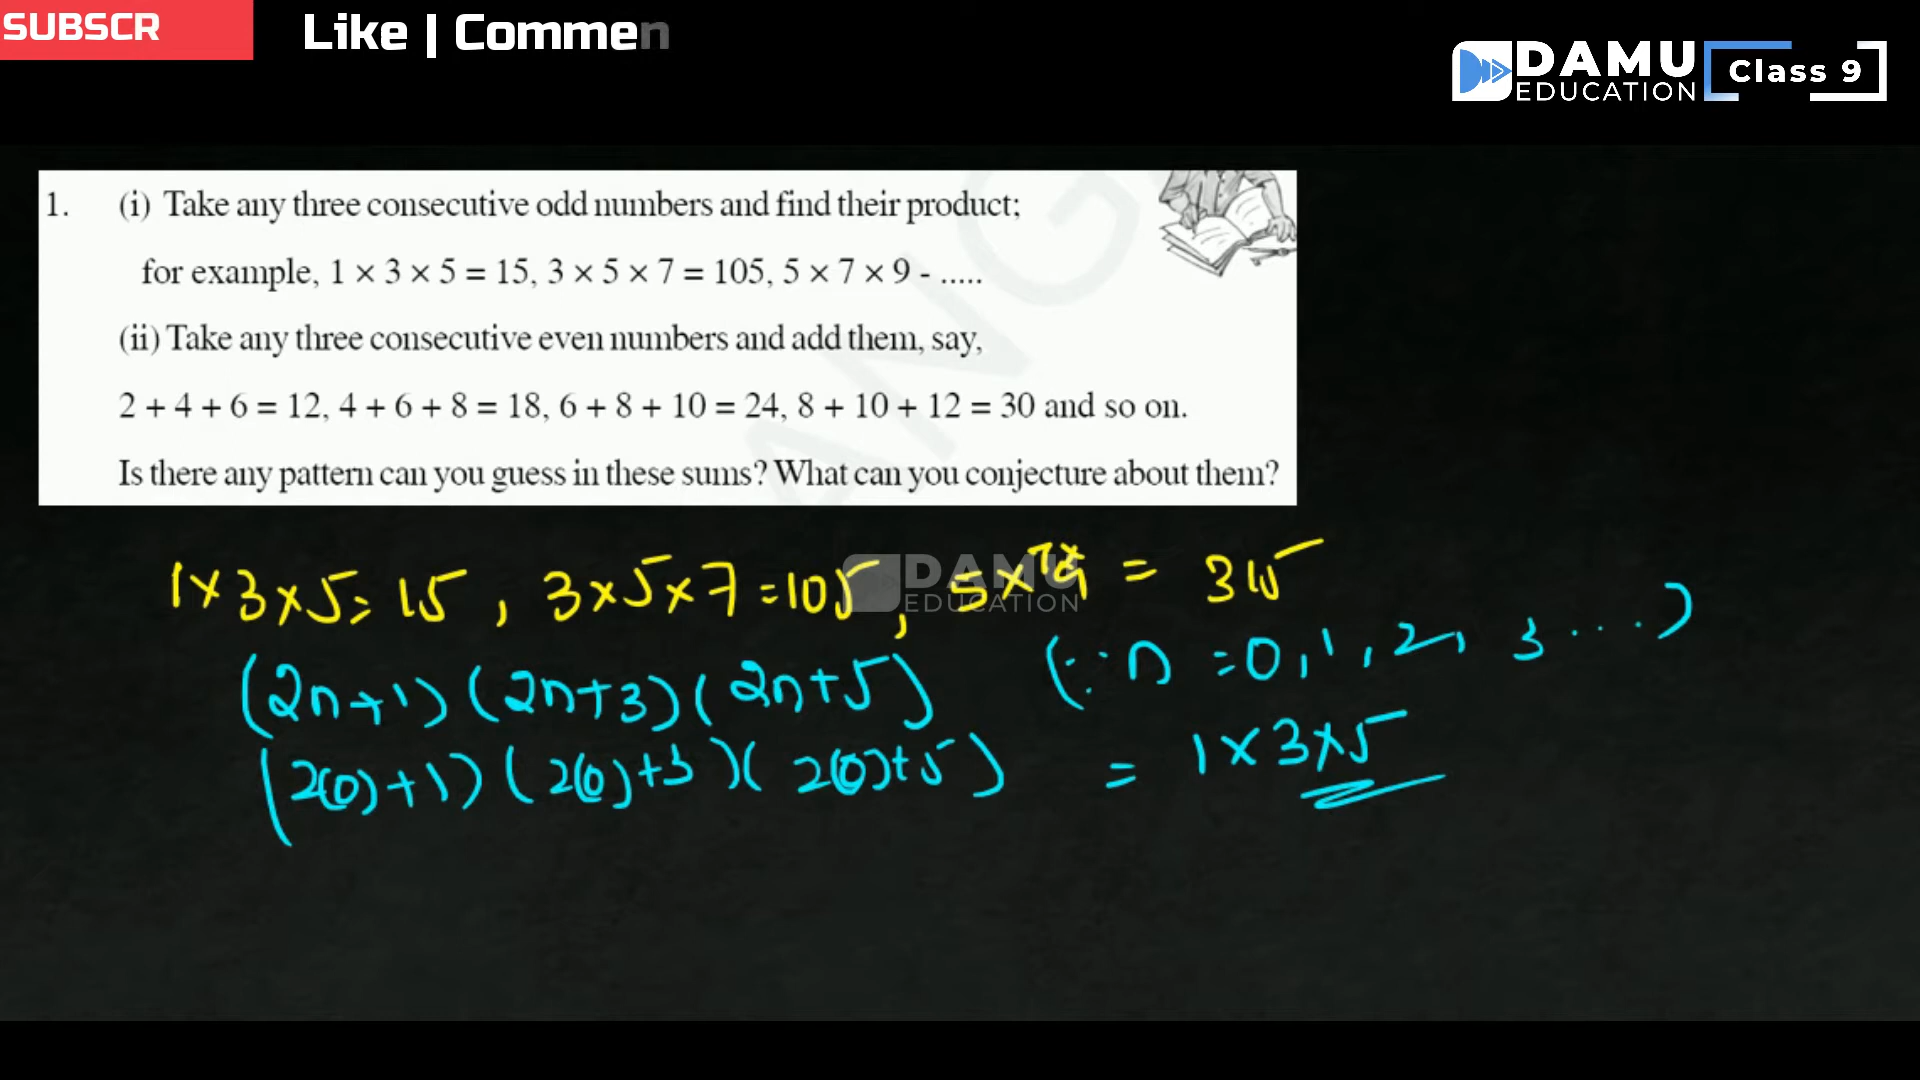 SUBSCR
Like | Commen
DAMU
EDUCATION
Class 9
1. (i) Take any three consecutive odd numbers and find their product;
for example, 1 × 3 × 5 = 15, 3 × 5 × 7 = 105, 5 × 7 × 9 - .....
(ii) Take any three consecutive even numbers and add them, say,
2 + 4 + 6 = 12, 4 + 6 + 8 = 18, 6 + 8 + 10 = 24, 8 + 10 + 12 = 30 and so on.
Is there any pattern can you guess in these sums? What can you conjecture about them?
1 × 3 × 5 = 15, 3 × 5 × 7 = 105, 5 × 7 × 9 = 315
DAMU
EDUCATION
(2n+1) (2n+3) (2n+5) (∵ n = 0, 1, 2, 3 ....)
(2(0)+1) (2(0)+3)(2(0)+5) = 1 × 3 × 5